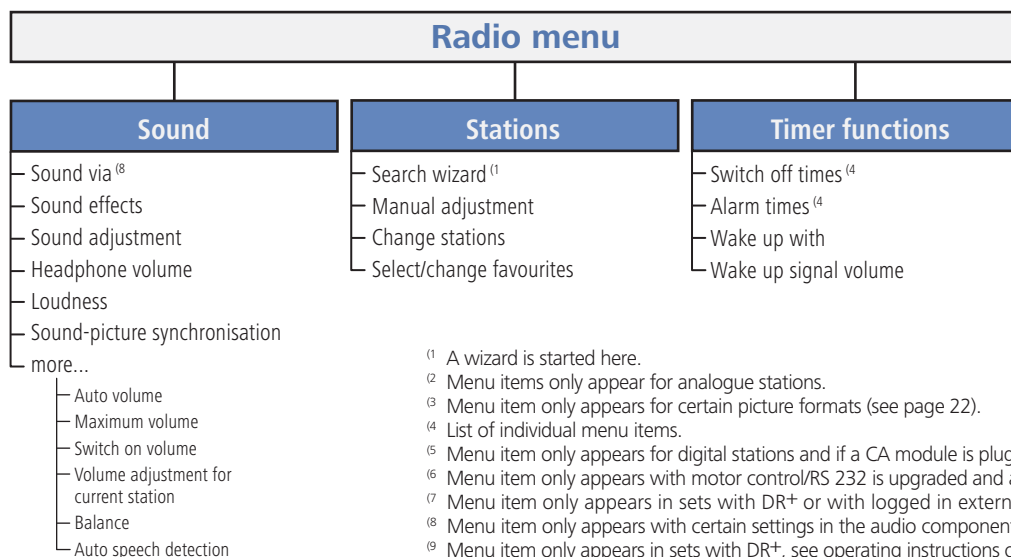 Radio menu
Sound
Sound via (8
Sound effects
Sound adjustment
Headphone volume
Loudness
Sound-picture synchronisation
more...
Auto volume
Maximum volume
Switch on volume
Volume adjustment for
current station
Balance
Auto speech detection
Stations
Search wizard (1
Manual adjustment
Change stations
Select/change favourites
Timer functions
Switch off times (4
Alarm times (4
Wake up with
Wake up signal volume
(1 A wizard is started here.
(2 Menu items only appear for analogue stations.
(3 Menu item only appears for certain picture formats (see page 22).
(4 List of individual menu items.
(5 Menu item only appears for digital stations and if a CA module is plug
(6 Menu item only appears with motor control/RS 232 is upgraded and a
(7 Menu item only appears in sets with DR+ or with logged in extern
(8 Menu item only appears with certain settings in the audio component
(9 Menu item only appears in sets with DR+, see operating instructions